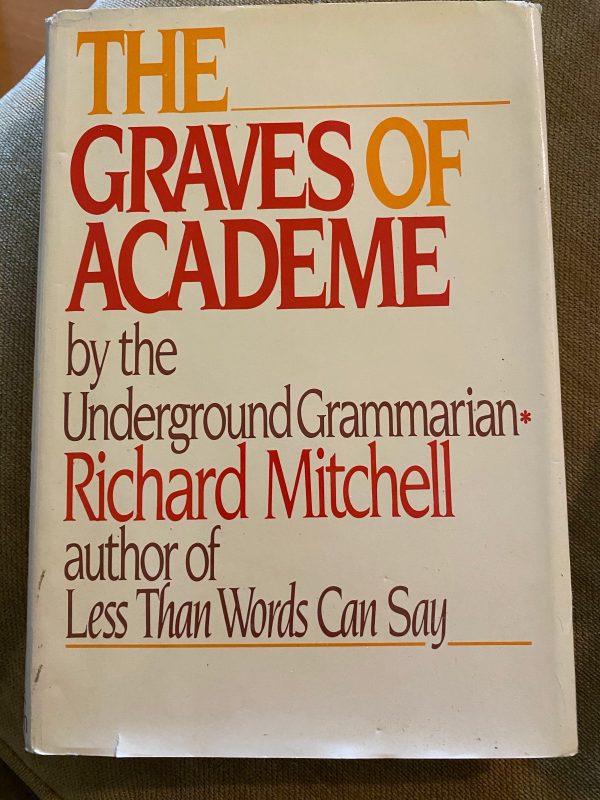 THE
GRAVES OF
ACADEME
by the
Underground Grammarian*
Richard Mitchell
author of
Less Than Words Can Say